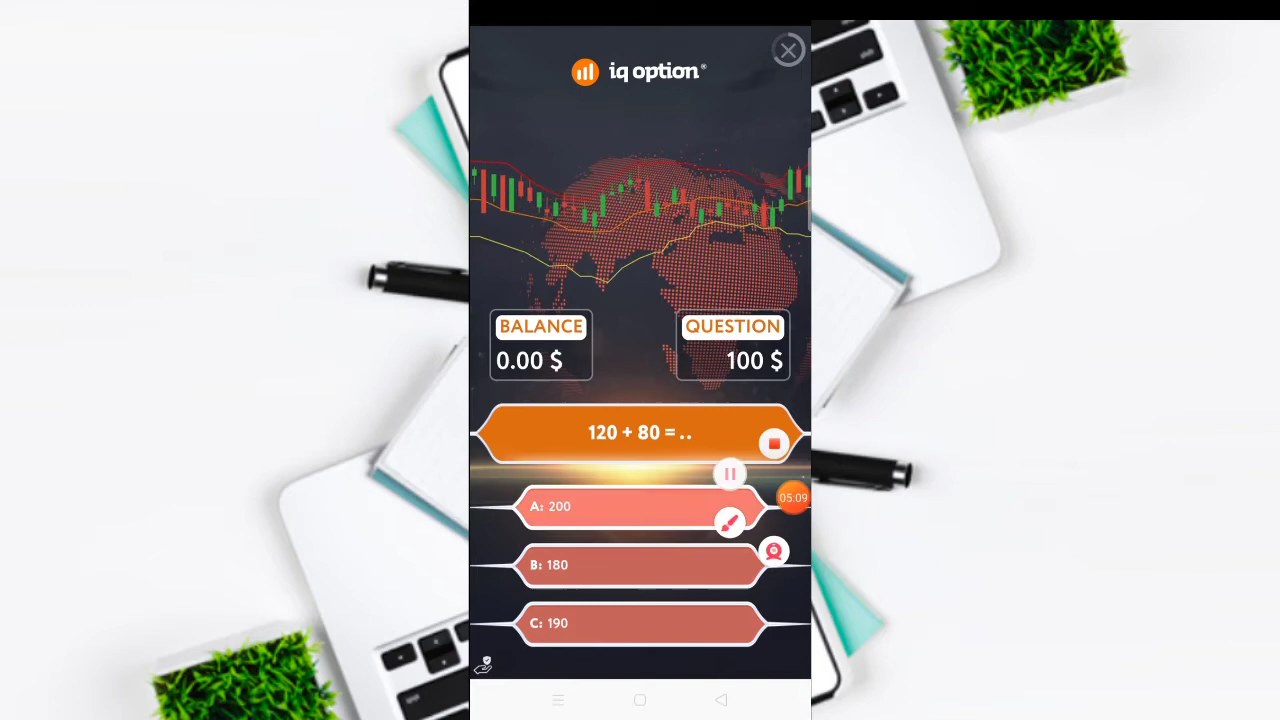 iq option®
BALANCE
0.00 $
QUESTION
100 $
120 + 80 = ..
05:09
A: 200
B: 180
C: 190